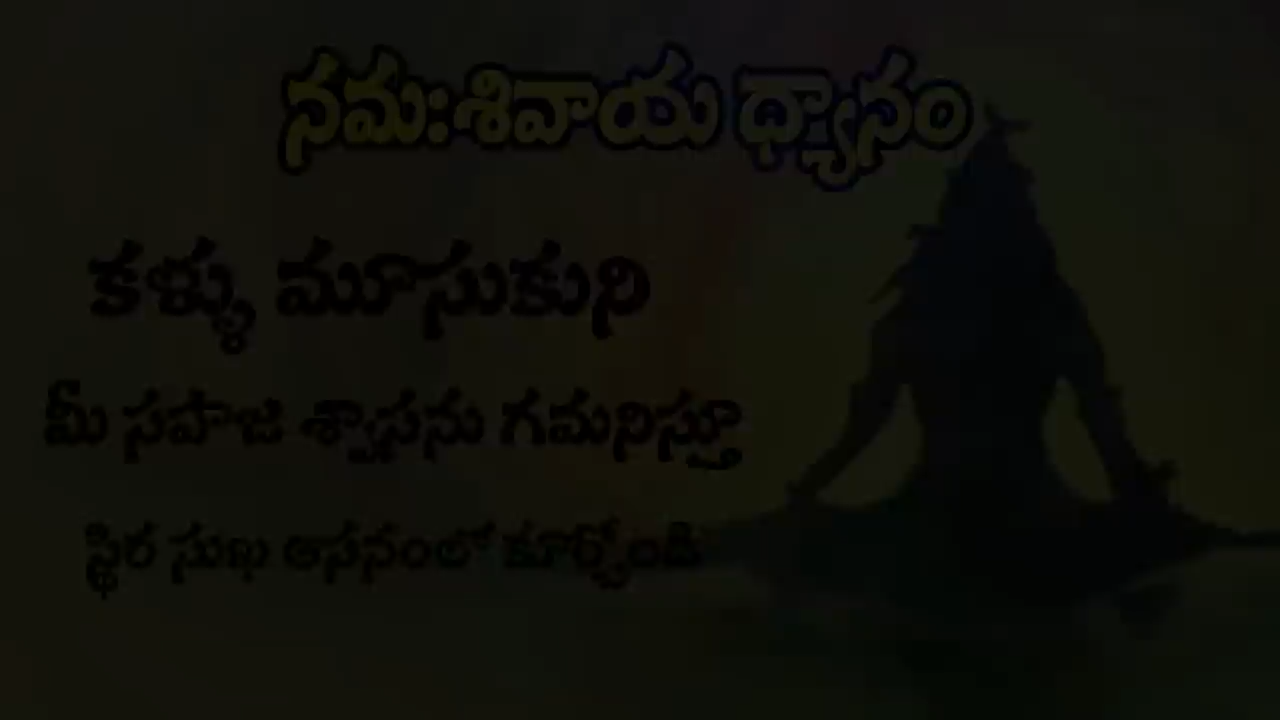 నమఃశివాయ ధ్యానం
కళ్ళు మూసుకుని
మీ సహజ శ్వాసను గమనిస్తూ
స్థిర సుఖ ఆసనంలో కూర్చోండి